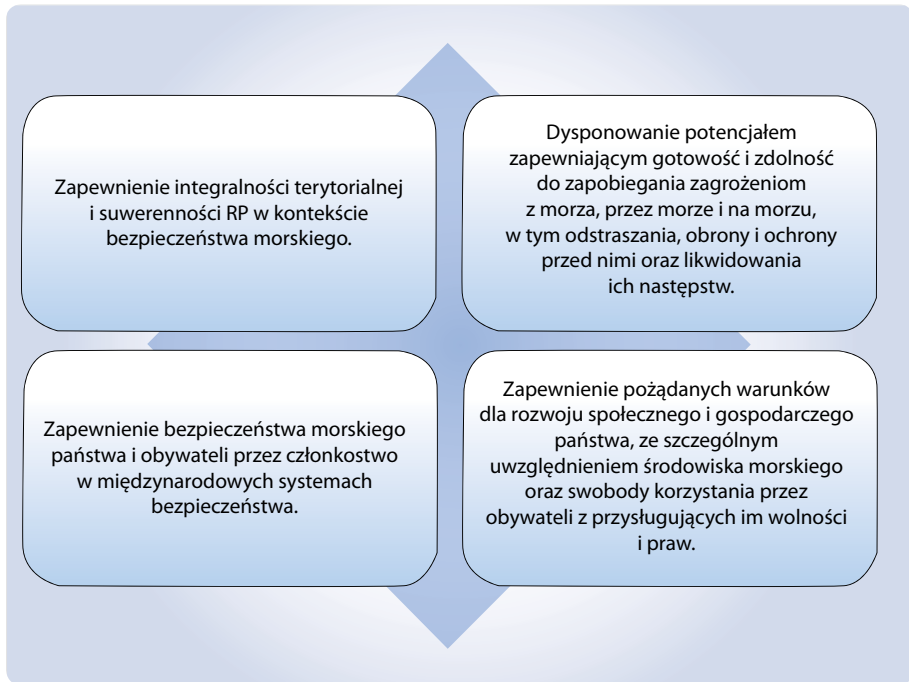 Zapewnienie integralności terytorialnej
i suwerenności RP w kontekście
bezpieczeństwa morskiego.
Dysponowanie potencjałem
zapewniającym gotowość i zdolność
do zapobiegania zagrożeniom
z morza, przez morze i na morzu,
w tym odstraszania, obrony i ochrony
przed nimi oraz likwidowania
ich następstw.
Zapewnienie bezpieczeństwa morskiego
państwa i obywateli przez członkostwo
w międzynarodowych systemach
bezpieczeństwa.
Zapewnienie pożądanych warunków
dla rozwoju społecznego i gospodarczego
państwa, ze szczególnym
uwzględnieniem środowiska morskiego
oraz swobody korzystania przez
obywateli z przysługujących im wolności
i praw.